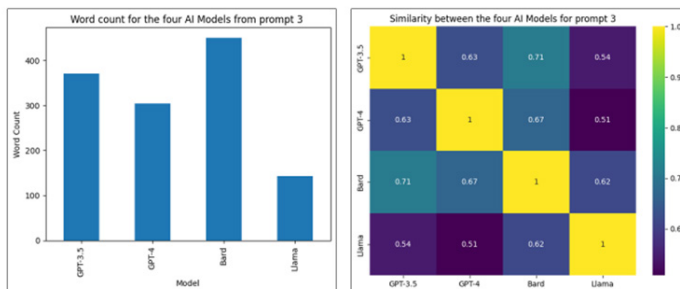 Word count for the four AI Models from prompt 3
400
300
200
100
0
Word Count
GPT-3.5
GPT-4
Bard
Llama
Model
Similarity between the four AI Models for prompt 3
GPT-3.5
1
0.63
0.71
0.54
GPT-4
0.63
1
0.67
0.51
Bard
0.71
0.67
1
0.62
Llama
0.54
0.51
0.62
1
GPT-3.5
GPT-4
Bard
Llama
1.0
0.9
0.8
0.7
0.6